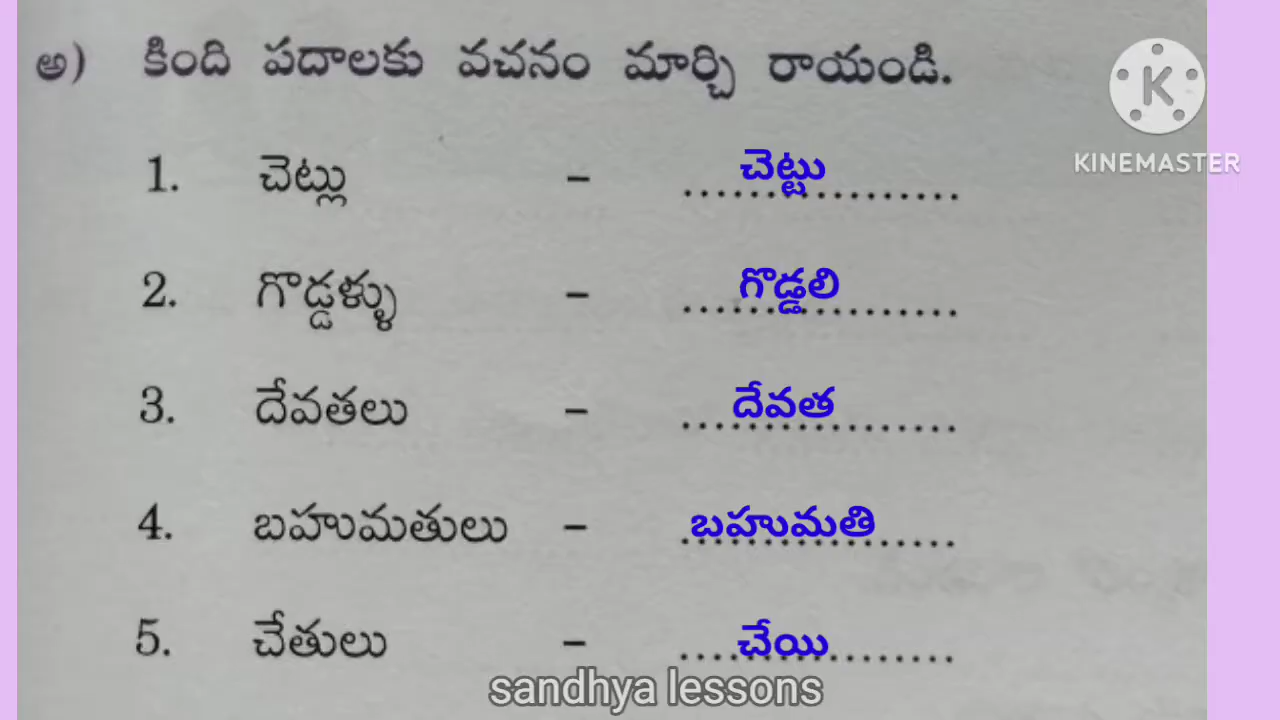 అ) కింది పదాలకు వచనం మార్చి రాయండి.
KINEMASTER
1. చెట్లు - ..... చెట్టు .....
2. గొడ్డళ్ళు - ..... గొడ్డలి .....
3. దేవతలు - ..... దేవత .....
4. బహుమతులు - ..... బహుమతి .....
5. చేతులు - ..... చేయి .....
sandhya lessons